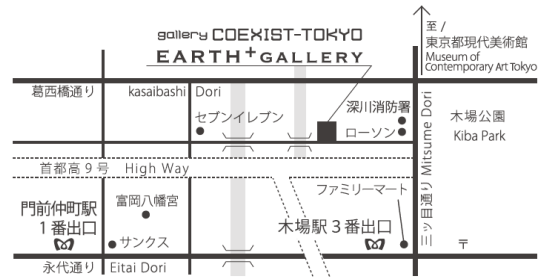 gallery COEXIST-TOKYO
EARTH+GALLERY
至 /
東京都現代美術館
Museum of
Contemporary Art Tokyo
葛西橋通り kasaibashi Dori
セブンイレブン
深川消防署
ローソン
木場公園
Kiba Park
三ッ目通り Mitsume Dori
首都高9号 High Way
ファミリーマート
門前仲町駅
1番出口
富岡八幡宮
サンクス
木場駅3番出口
〒
永代通り Eitai Dori